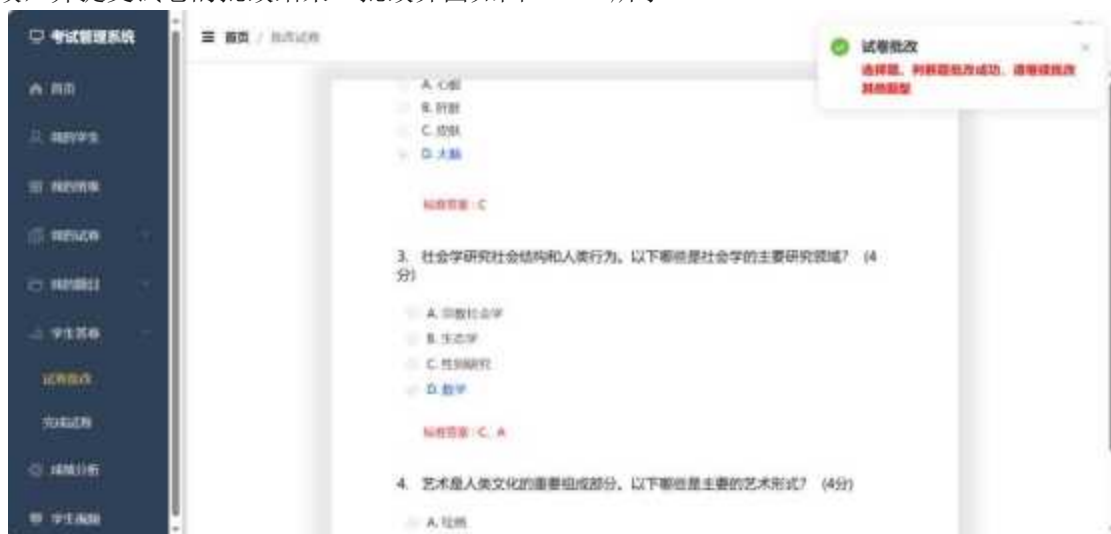 考试管理系统
首页 / 批改试卷
试卷批改
选择题、判断题批改成功，请继续批改
其他题型
首页
我的学生
我的班级
我的试卷
我的题目
学生答卷
试卷批改
完成试卷
成绩分析
学生画像
A. 心脏
B. 肝脏
C. 皮肤
D. 大脑
标准答案：C
3. 社会学研究社会结构和人类行为。以下哪些是社会学的主要研究领域? (4
分)
A. 宗教社会学
B. 生态学
C. 性别研究
D. 数学
标准答案：C、A
4. 艺术是人类文化的重要组成部分。以下哪些是主要的艺术形式? (4分)
A. 绘画